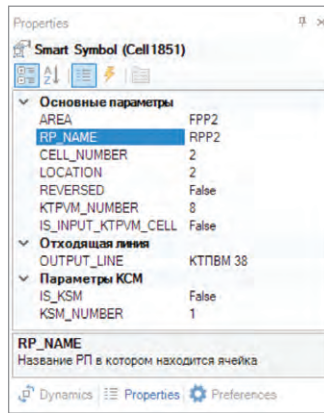 Properties
Smart Symbol (Cell1851)
Основные параметры
AREA FPP2
RP_NAME RPP2
CELL_NUMBER 2
LOCATION 2
REVERSED False
KTPVM_NUMBER 8
IS_INPUT_KTPVM_CELL False
Отходящая линия
OUTPUT_LINE КТПВМ 38
Параметры КСМ
IS_KSM False
KSM_NUMBER 1
RP_NAME
Название РП в котором находится ячейка
Dynamics Properties Preferences